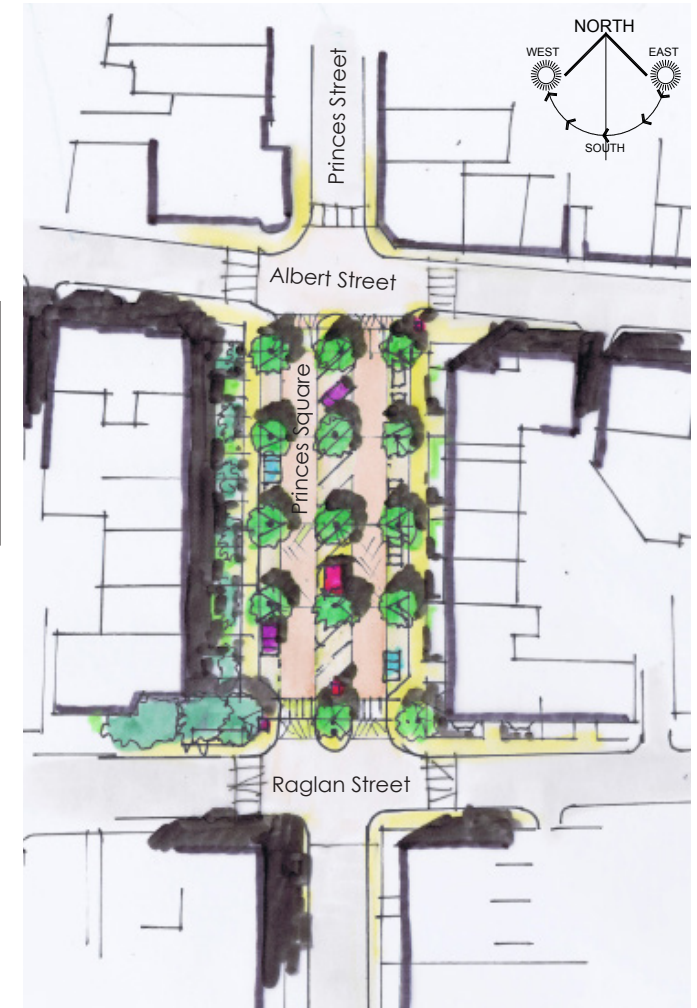 NORTH
WEST
EAST
SOUTH
Princes Street
Albert Street
Princes Square
Raglan Street